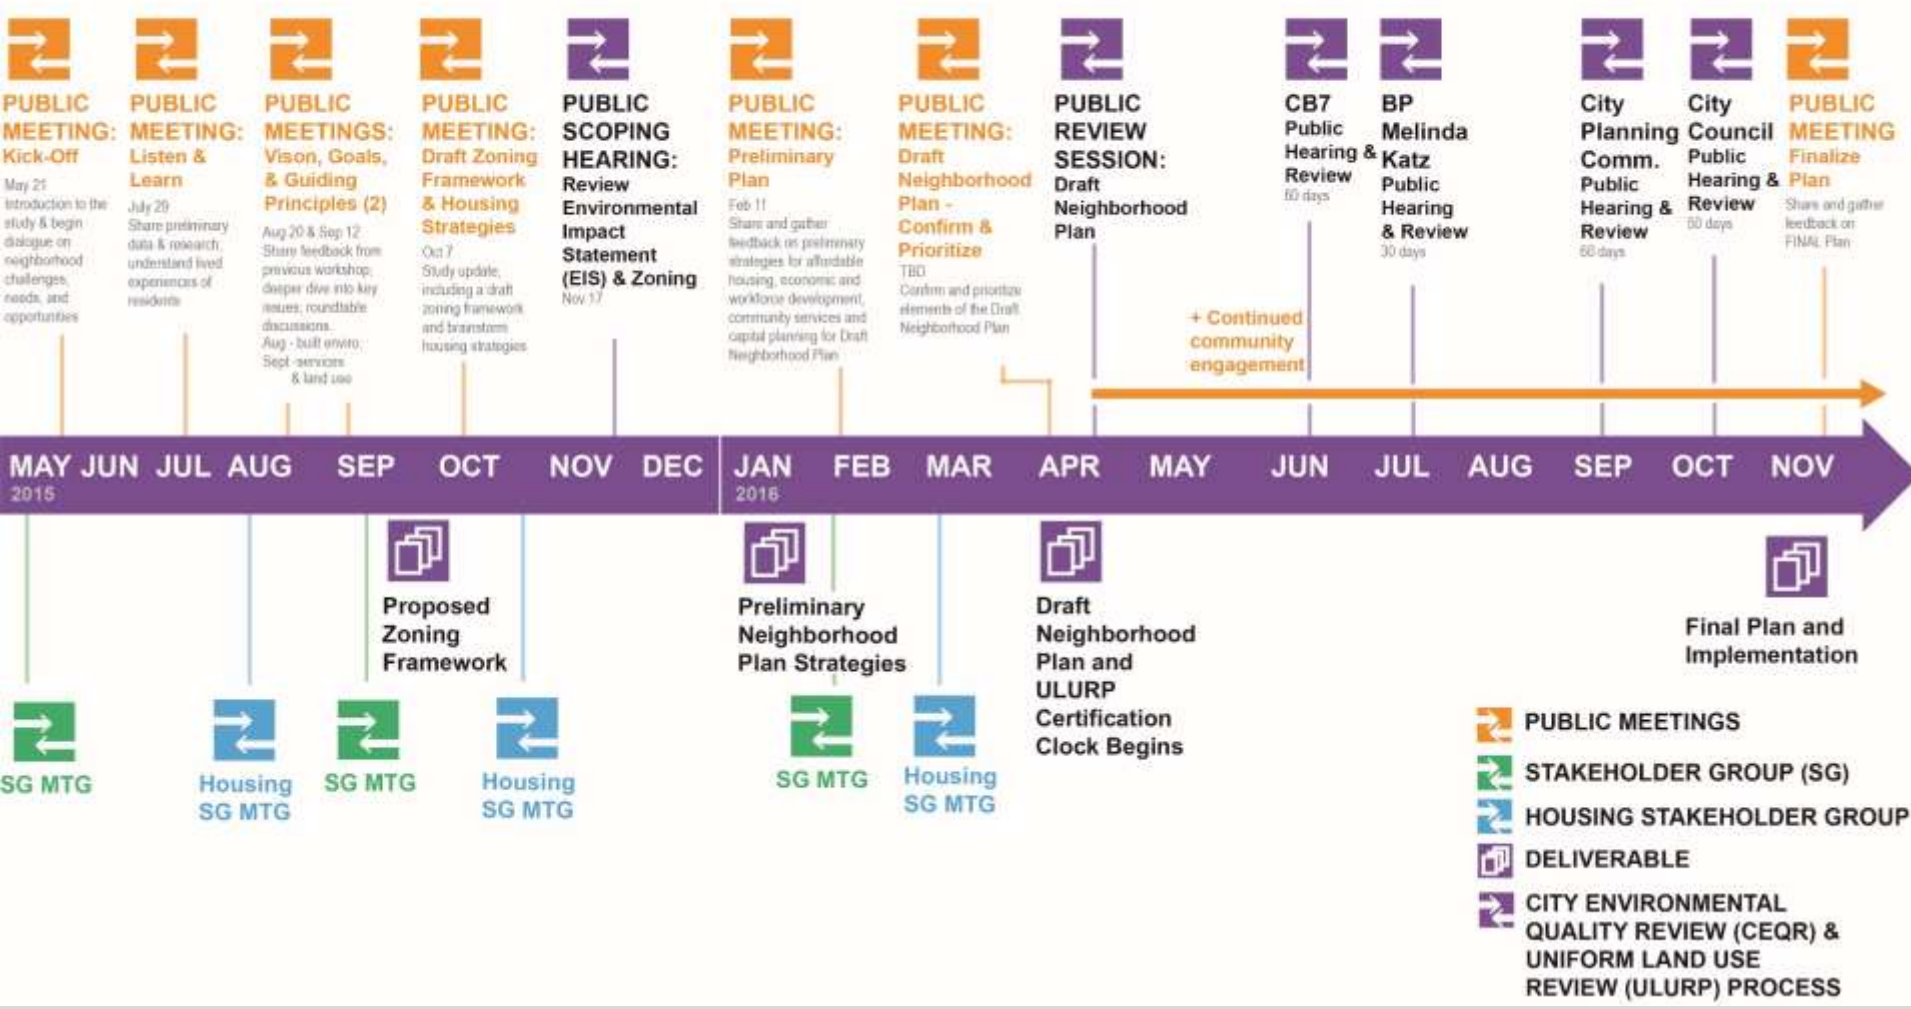 PUBLIC
MEETING:
Kick-Off
May 21
Introduction to the
study & begin
dialogue on
neighborhood
challenges,
needs, and
opportunities
PUBLIC
MEETING:
Listen &
Learn
July 29
Share preliminary
data & research;
understand lived
experiences of
residents
PUBLIC
MEETINGS:
Vison, Goals,
& Guiding
Principles (2)
Aug 20 & Sep 12
Share feedback from
previous workshop;
deeper dive into key
issues; roundtable
discussions.
Aug - built enviro;
Sept -services
& land use
PUBLIC
MEETING:
Draft Zoning
Framework
& Housing
Strategies
Oct 7
Study update,
including a draft
zoning framework
and brainstorm
housing strategies
PUBLIC
SCOPING
HEARING:
Review
Environmental
Impact
Statement
(EIS) & Zoning
Nov 17
PUBLIC
MEETING:
Preliminary
Plan
Feb 11
Share and gather
feedback on preliminary
strategies for affordable
housing, economic and
workforce development,
community services and
capital planning for Draft
Neighborhood Plan
PUBLIC
MEETING:
Draft
Neighborhood
Plan -
Confirm &
Prioritize
TBD
Confirm and prioritize
elements of the Draft
Neighborhood Plan
PUBLIC
REVIEW
SESSION:
Draft
Neighborhood
Plan
CB7
Public
Hearing &
Review
60 days
BP
Melinda
Katz
Public
Hearing
& Review
30 days
City
Planning
Comm.
Public
Hearing &
Review
days
City
Council
Public
Hearing &
Review
days
PUBLIC
MEETING
Finalize
Plan
Share and gather
feedback on
FINAL Plan
+ Continued
community
engagement
MAY JUN JUL AUG SEP OCT NOV DEC JAN FEB MAR APR MAY JUN JUL AUG SEP OCT NOV
2015 2016
Proposed
Zoning
Framework
Preliminary
Neighborhood
Plan Strategies
Draft
Neighborhood
Plan and
ULURP
Certification
Clock Begins
Final Plan and
Implementation
SG MTG
Housing
SG MTG
SG MTG
Housing
SG MTG
SG MTG
Housing
SG MTG
PUBLIC MEETINGS
STAKEHOLDER GROUP (SG)
HOUSING STAKEHOLDER GROUP
DELIVERABLE
CITY ENVIRONMENTAL
QUALITY REVIEW (CEQR) &
UNIFORM LAND USE
REVIEW (ULURP) PROCESS